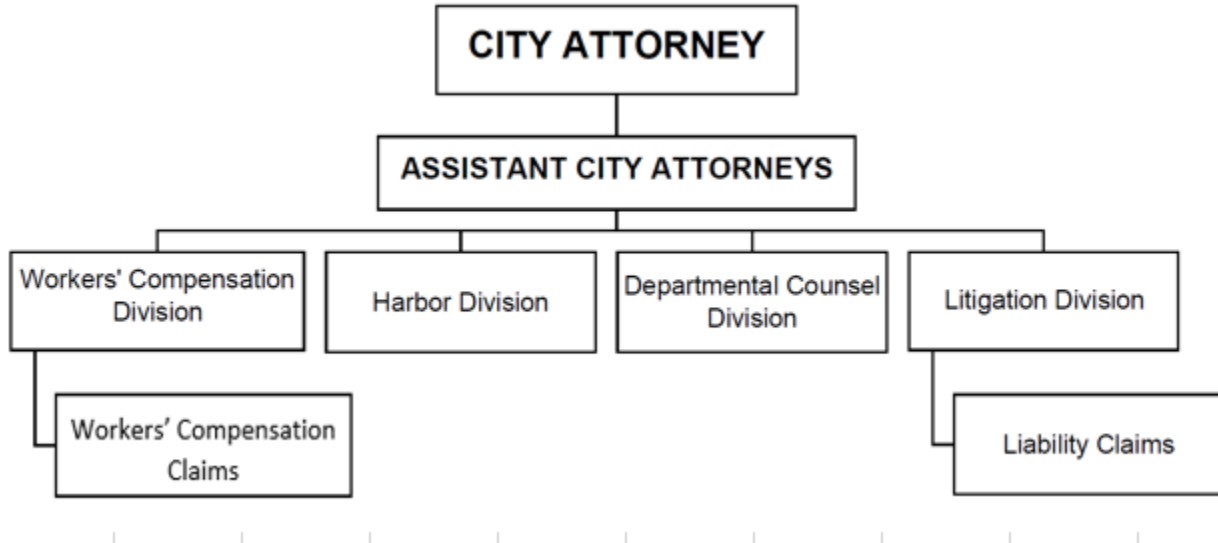 CITY ATTORNEY
ASSISTANT CITY ATTORNEYS
Workers' Compensation
Division
Harbor Division
Departmental Counsel
Division
Litigation Division
Workers’ Compensation
Claims
Liability Claims